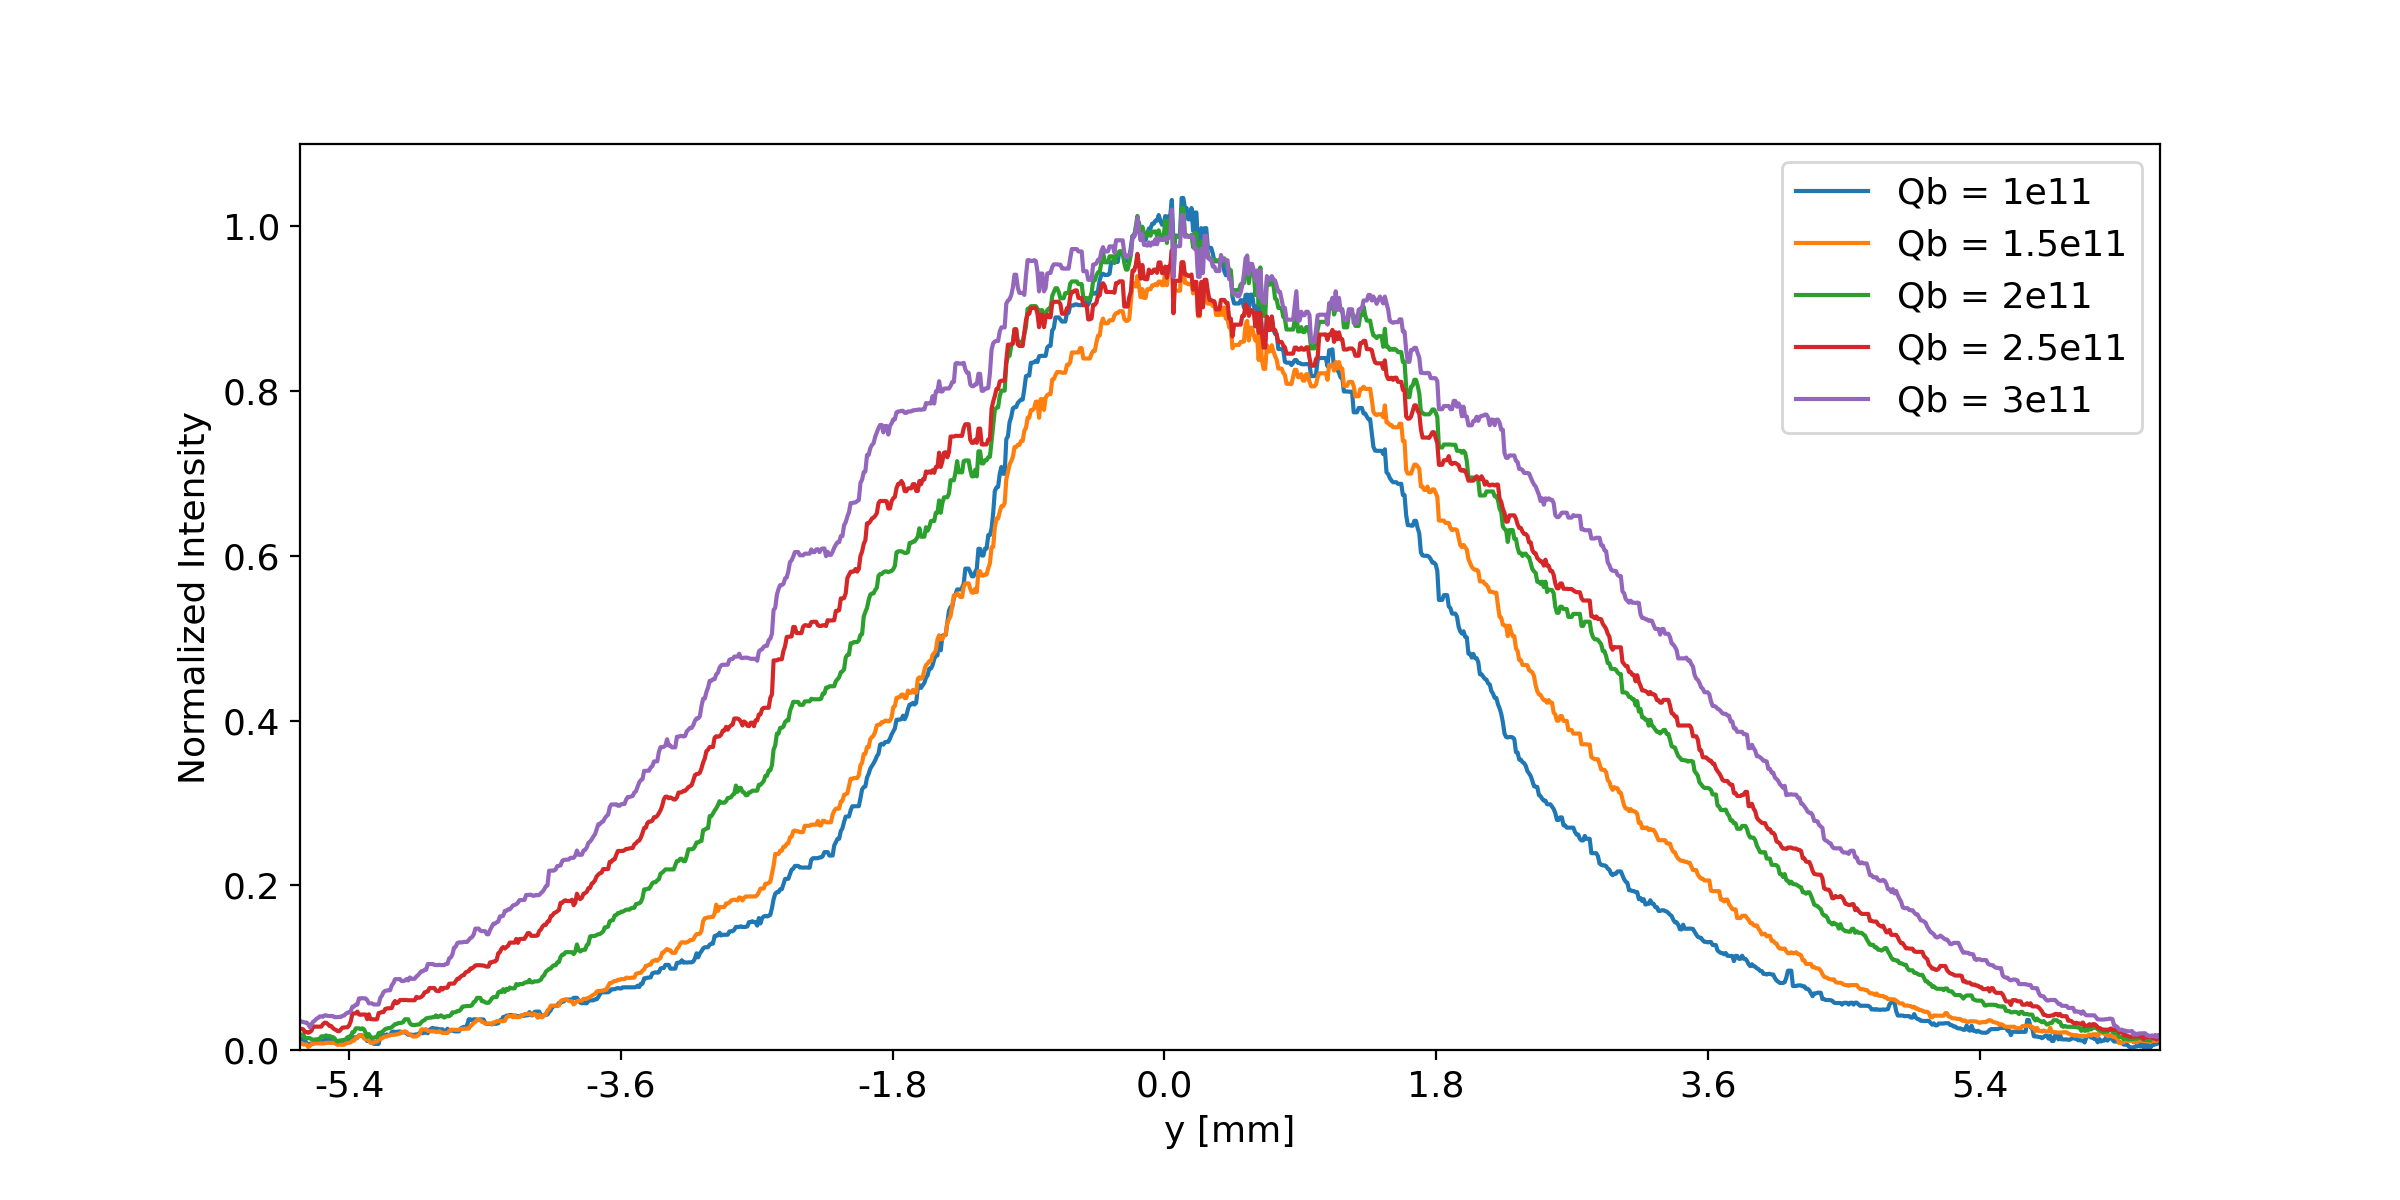 Qb = 1e11
Qb = 1.5e11
Qb = 2e11
Qb = 2.5e11
Qb = 3e11
1.0
0.8
0.6
0.4
0.2
0.0
Normalized Intensity
-5.4 -3.6 -1.8 0.0 1.8 3.6 5.4
y [mm]